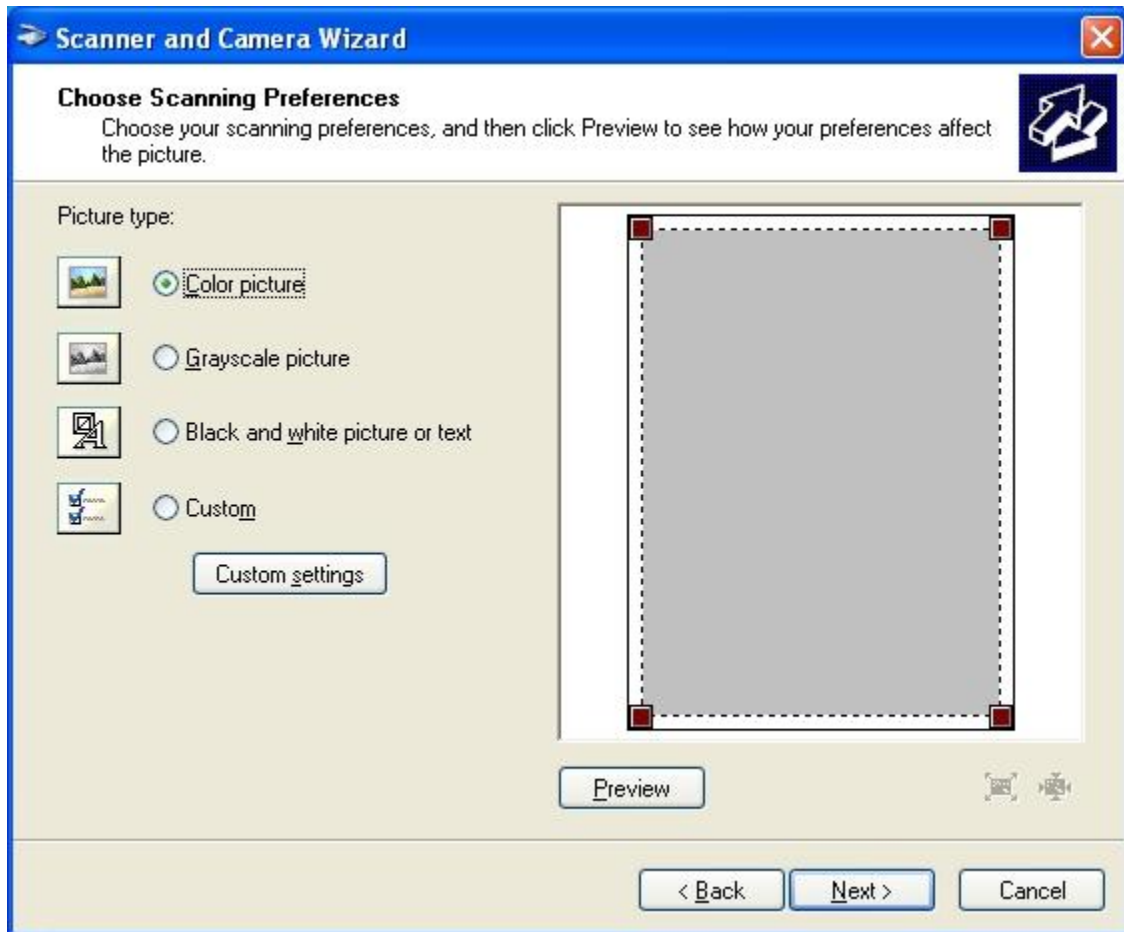 Scanner and Camera Wizard
Choose Scanning Preferences
Choose your scanning preferences, and then click Preview to see how your preferences affect
the picture.
Picture type:
Color picture
Grayscale picture
Black and white picture or text
Custom
Custom settings
Preview
< Back
Next >
Cancel